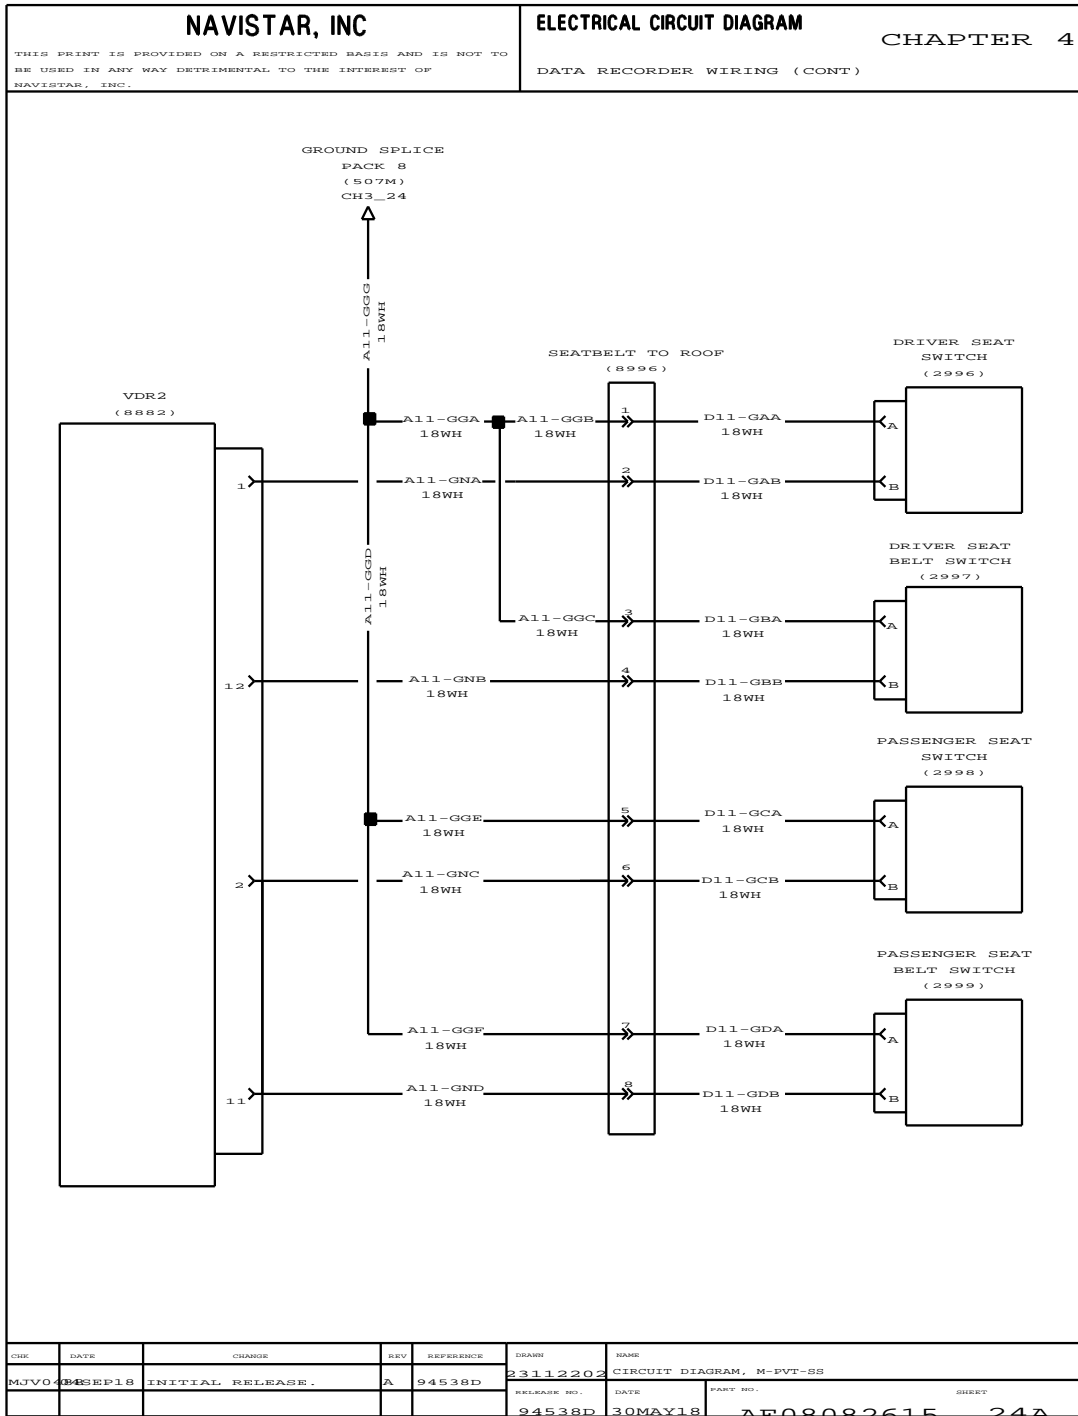 NAVISTAR, INC
THIS PRINT IS PROVIDED ON A RESTRICTED BASIS AND IS NOT TO
BE USED IN ANY WAY DETRIMENTAL TO THE INTEREST OF
NAVISTAR, INC.
ELECTRICAL CIRCUIT DIAGRAM
CHAPTER 4
DATA RECORDER WIRING (CONT)
GROUND SPLICE
PACK 8
(507M)
CH3_24
A11-GGG
18WH
SEATBELT TO ROOF
(8996)
DRIVER SEAT
SWITCH
(2996)
VDR2
(8882)
A11-GGA
18WH
A11-GGB
18WH
1
D11-GAA
18WH
A
1
A11-GNA
18WH
2
D11-GAB
18WH
B
A11-GGD
18WH
DRIVER SEAT
BELT SWITCH
(2997)
A11-GGC
18WH
3
D11-GBA
18WH
A
12
A11-GNB
18WH
4
D11-GBB
18WH
B
PASSENGER SEAT
SWITCH
(2998)
A11-GGE
18WH
5
D11-GCA
18WH
A
2
A11-GNC
18WH
6
D11-GCB
18WH
B
PASSENGER SEAT
BELT SWITCH
(2999)
A11-GGF
18WH
7
D11-GDA
18WH
A
11
A11-GND
18WH
8
D11-GDB
18WH
B
CHK DATE CHANGE REV REFERENCE
INITIAL RELEASE. A 94538D
DRAWN
23112202
NAME
CIRCUIT DIAGRAM, M-PVT-SS
RELEASE NO.
94538D
DATE
30MAY18
PART NO.
AF08082615
SHEET
24A